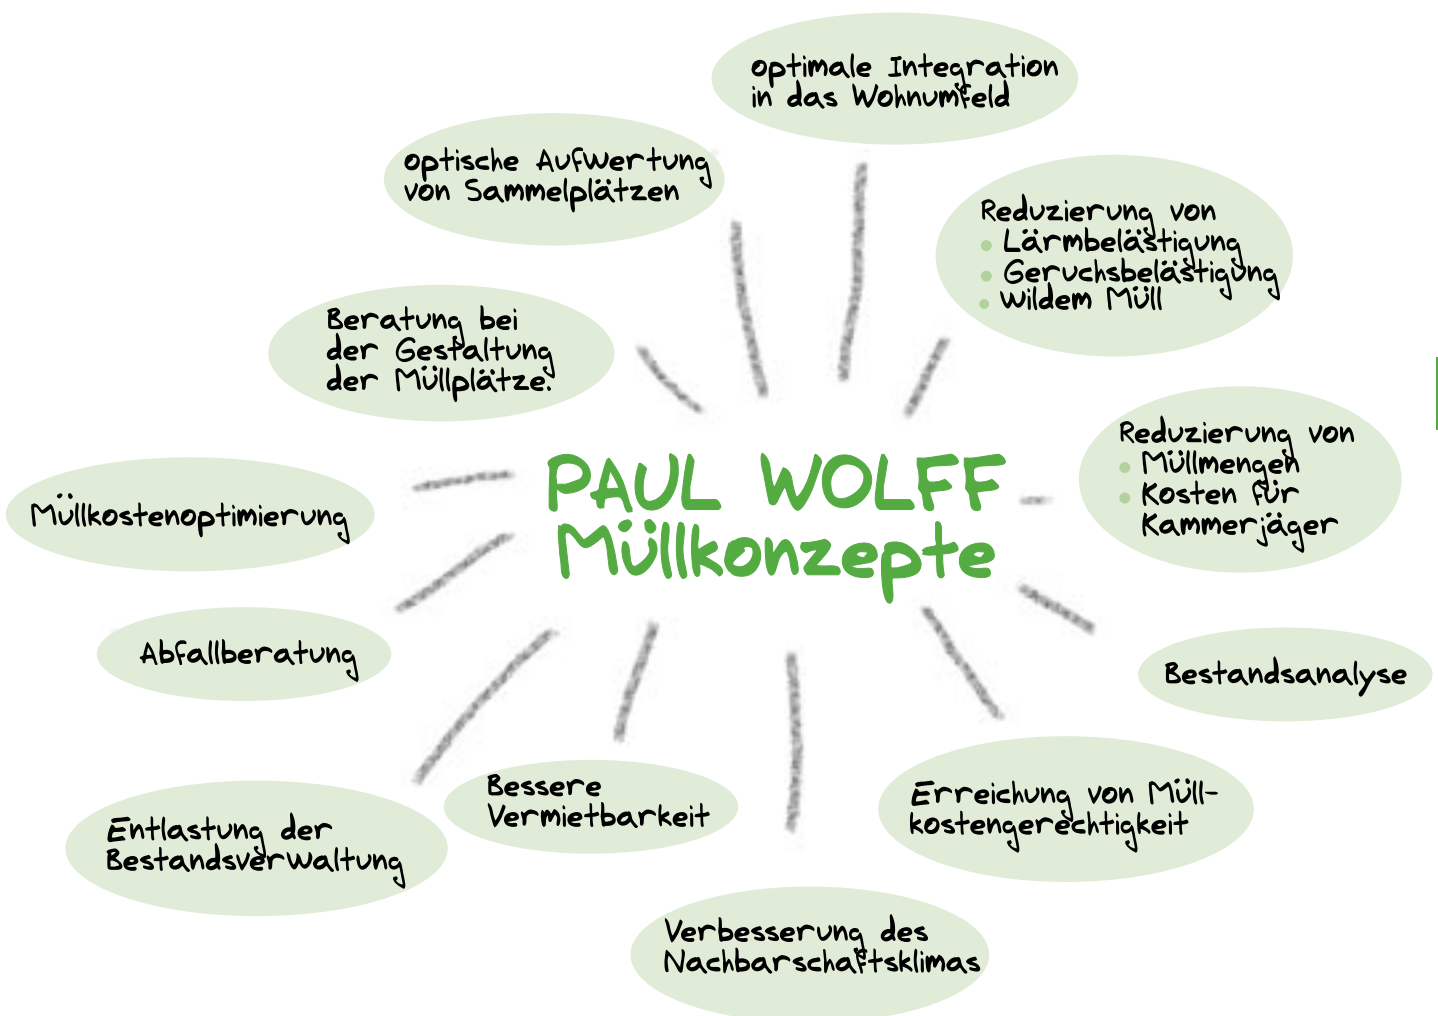 optimale Integration
in das Wohnumfeld
optische Aufwertung
von Sammelplätzen
Reduzierung von
• Lärmbelästigung
• Geruchsbelästigung
• wildem Müll
Beratung bei
der Gestaltung
der Müllplätze.
Reduzierung von
• Müllmengen
• Kosten für
Kammerjäger
PAUL WOLFF
Müllkonzepte
Müllkostenoptimierung
Abfallberatung
Bestandsanalyse
Entlastung der
Bestandsverwaltung
Bessere
Vermietbarkeit
Erreichung von Müll-
kostengerechtigkeit
Verbesserung des
Nachbarschaftsklimas